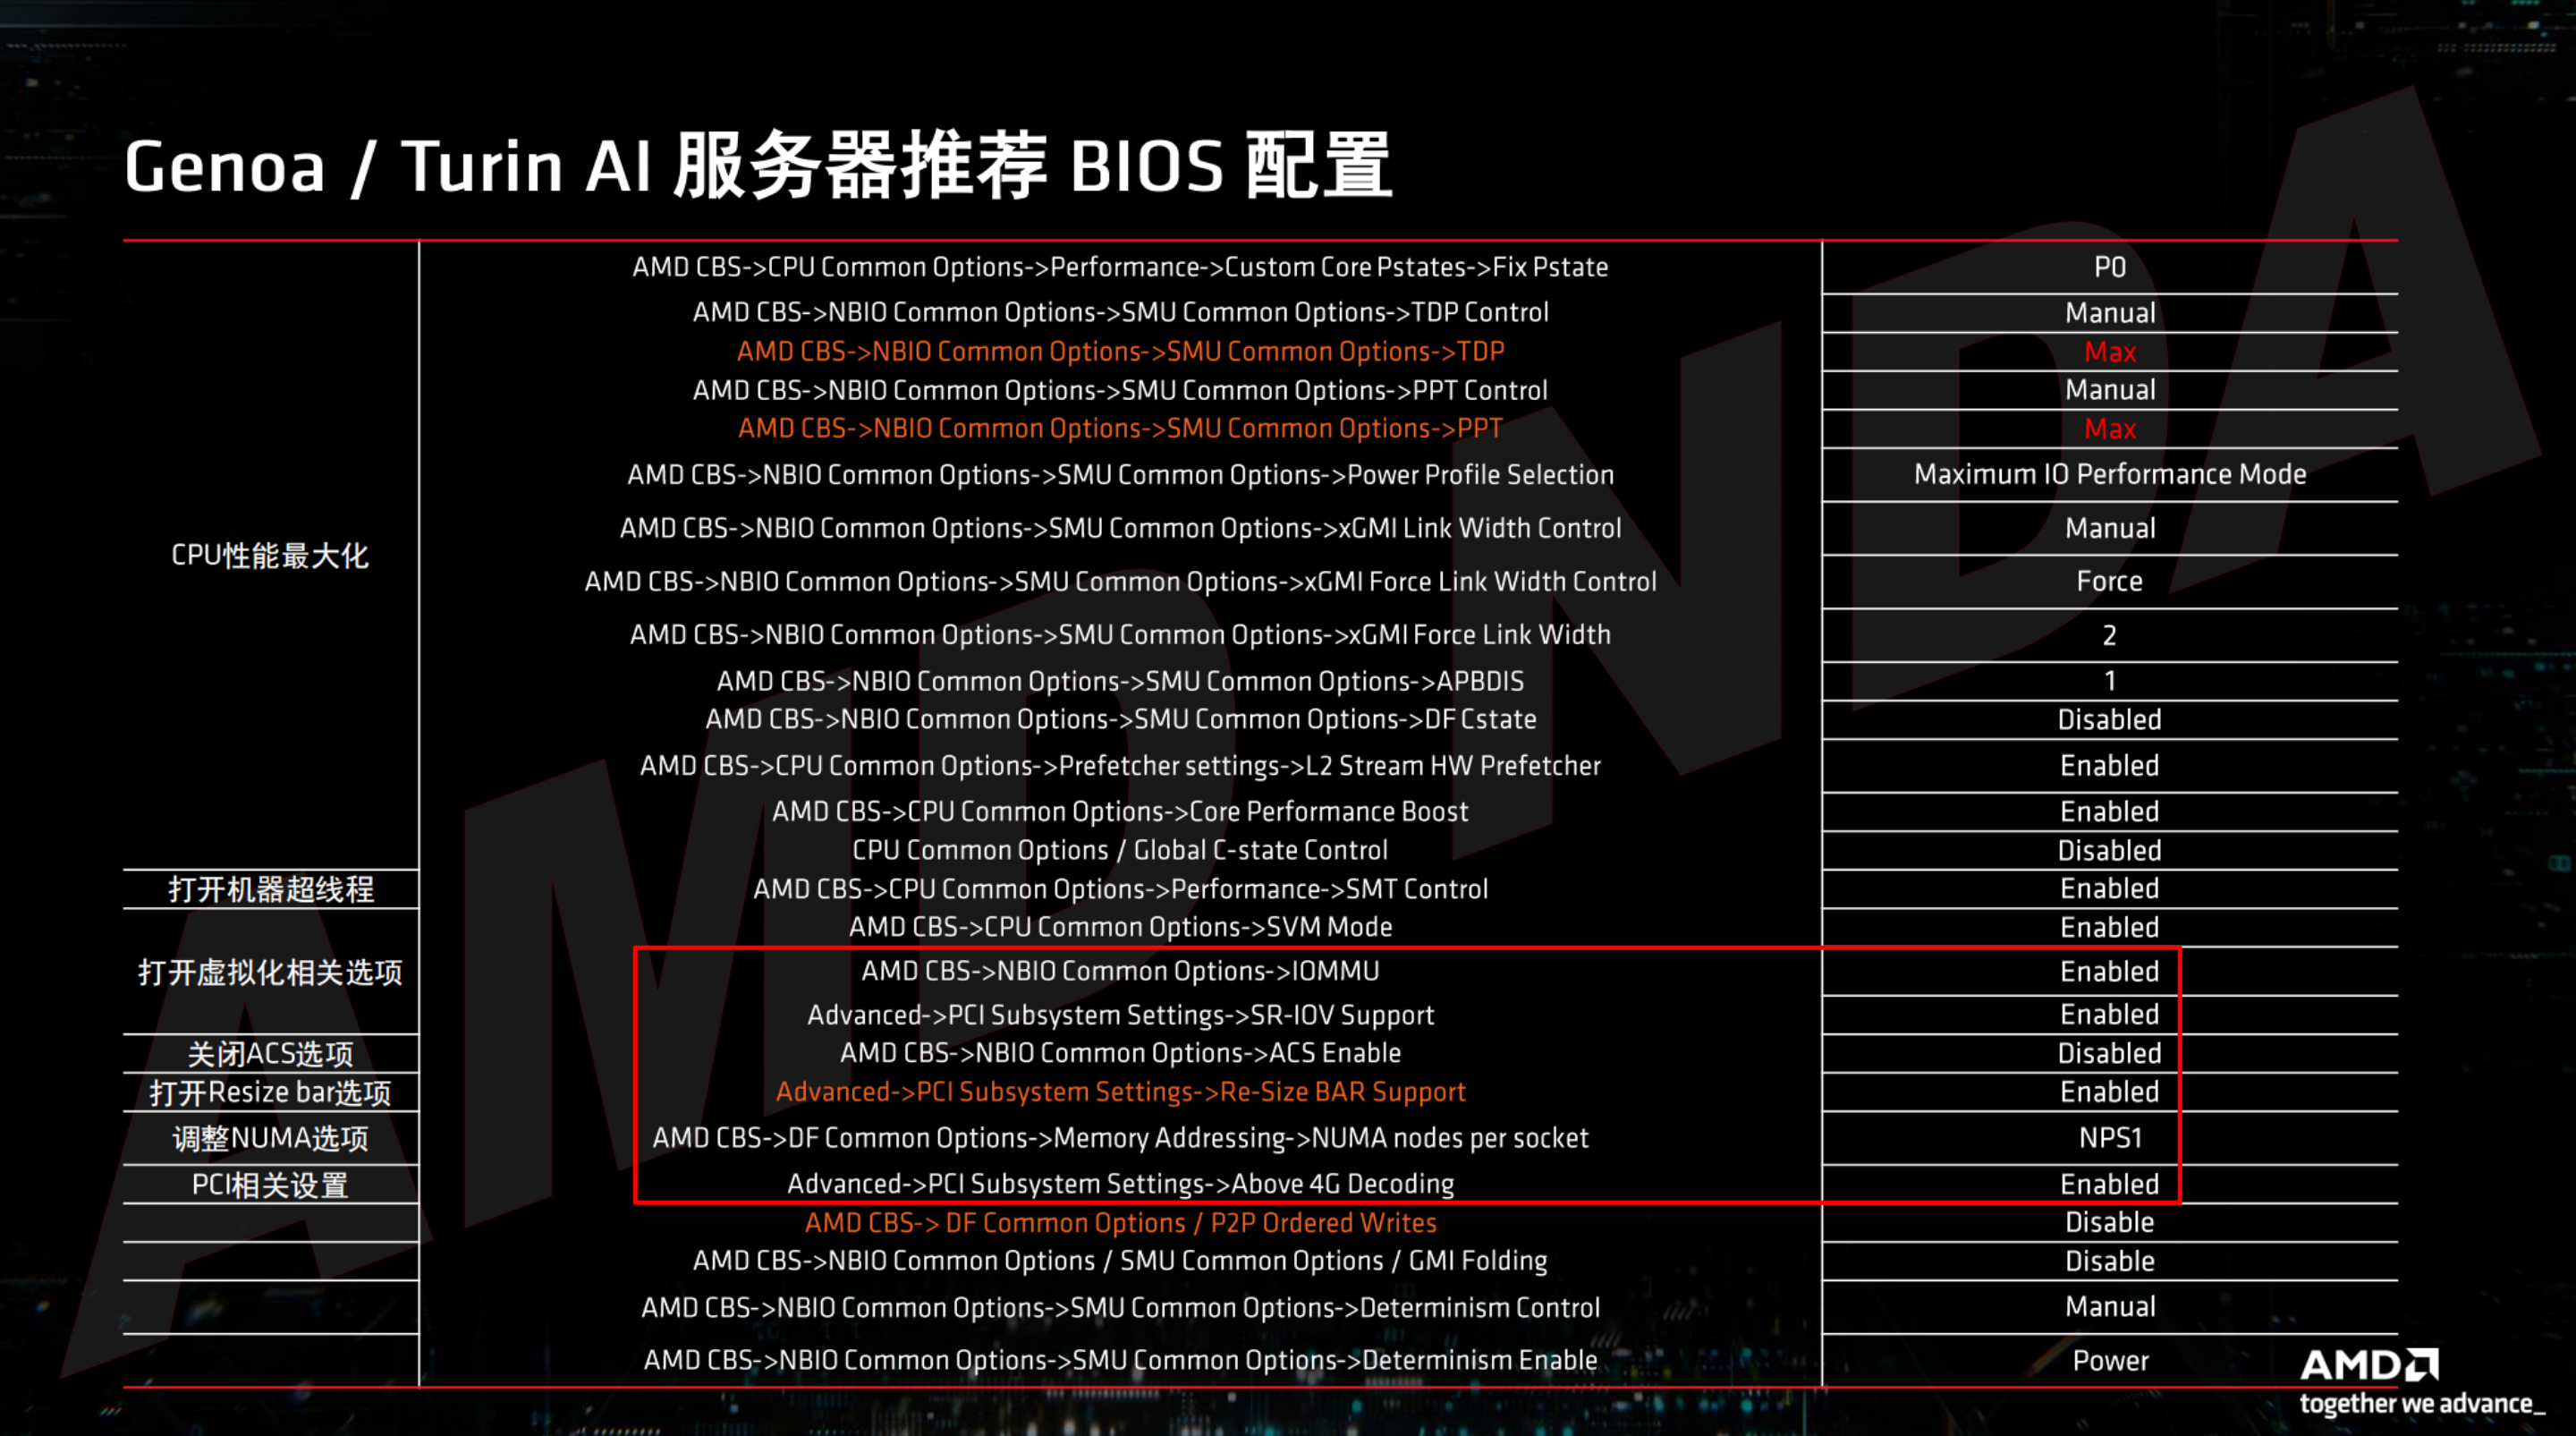 Genoa / Turin AI 服务器推荐 BIOS 配置
CPU性能最大化
AMD CBS->CPU Common Options->Performance->Custom Core Pstates->Fix Pstate P0
AMD CBS->NBIO Common Options->SMU Common Options->TDP Control Manual
AMD CBS->NBIO Common Options->SMU Common Options->TDP Max
AMD CBS->NBIO Common Options->SMU Common Options->PPT Control Manual
AMD CBS->NBIO Common Options->SMU Common Options->PPT Max
AMD CBS->NBIO Common Options->SMU Common Options->Power Profile Selection Maximum IO Performance Mode
AMD CBS->NBIO Common Options->SMU Common Options->xGMI Link Width Control Manual
AMD CBS->NBIO Common Options->SMU Common Options->xGMI Force Link Width Control Force
AMD CBS->NBIO Common Options->SMU Common Options->xGMI Force Link Width 2
AMD CBS->NBIO Common Options->SMU Common Options->APBDIS 1
AMD CBS->NBIO Common Options->SMU Common Options->DF Cstate Disabled
AMD CBS->CPU Common Options->Prefetcher settings->L2 Stream HW Prefetcher Enabled
AMD CBS->CPU Common Options->Core Performance Boost Enabled
CPU Common Options / Global C-state Control Disabled
打开机器超线程 AMD CBS->CPU Common Options->Performance->SMT Control Enabled
打开虚拟化相关选项
AMD CBS->CPU Common Options->SVM Mode Enabled
AMD CBS->NBIO Common Options->IOMMU Enabled
Advanced->PCI Subsystem Settings->SR-IOV Support Enabled
关闭ACS选项 AMD CBS->NBIO Common Options->ACS Enable Disabled
打开Resize bar选项 Advanced->PCI Subsystem Settings->Re-Size BAR Support Enabled
调整NUMA选项 AMD CBS->DF Common Options->Memory Addressing->NUMA nodes per socket NPS1
PCI相关设置 Advanced->PCI Subsystem Settings->Above 4G Decoding Enabled
AMD CBS-> DF Common Options / P2P Ordered Writes Disable
AMD CBS->NBIO Common Options / SMU Common Options / GMI Folding Disable
AMD CBS->NBIO Common Options->SMU Common Options->Determinism Control Manual
AMD CBS->NBIO Common Options->SMU Common Options->Determinism Enable Power
AMD NDA
AMD
together we advance_